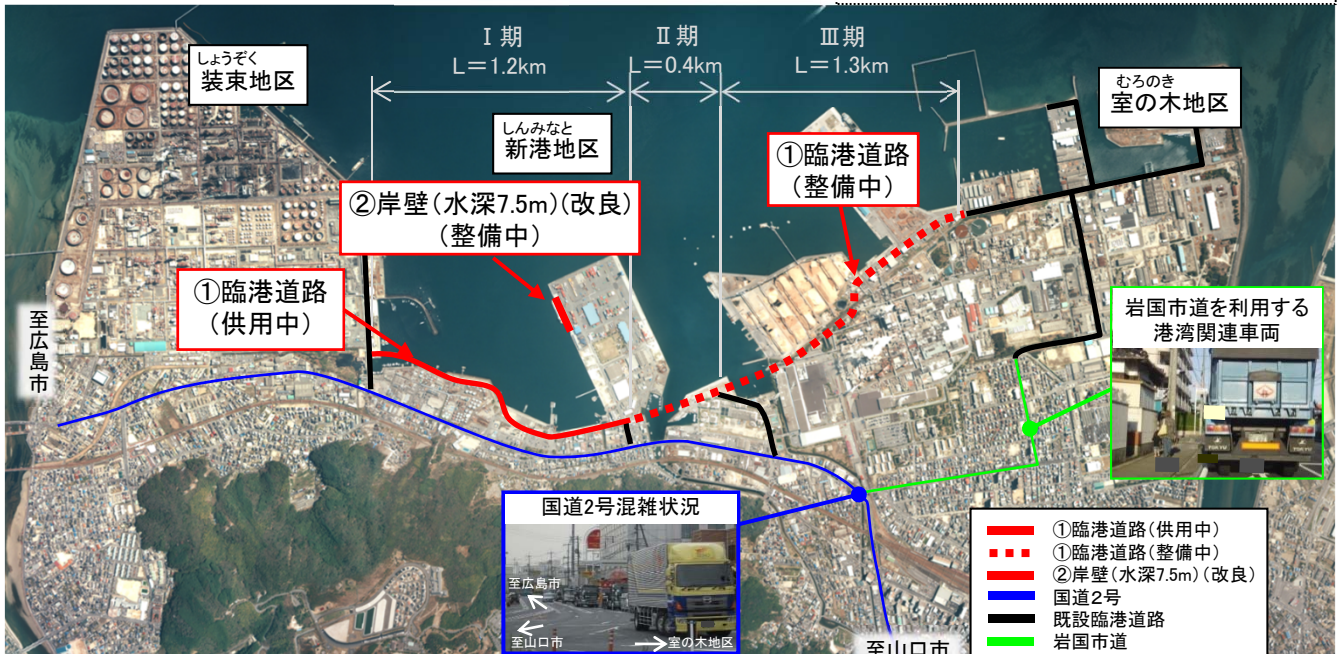 Ⅰ期
L=1.2km
Ⅱ期
L=0.4km
Ⅲ期
L=1.3km
しょうぞく
装束地区
しんみなと
新港地区
むろのき
室の木地区
①臨港道路
(整備中)
②岸壁(水深7.5m)(改良)
(整備中)
①臨港道路
(供用中)
至広島市
岩国市道を利用する
港湾関連車両
国道2号混雑状況
至広島市
至山口市
室の木地区
至山口市
①臨港道路(供用中)
①臨港道路(整備中)
②岸壁(水深7.5m)(改良)
国道2号
既設臨港道路
岩国市道